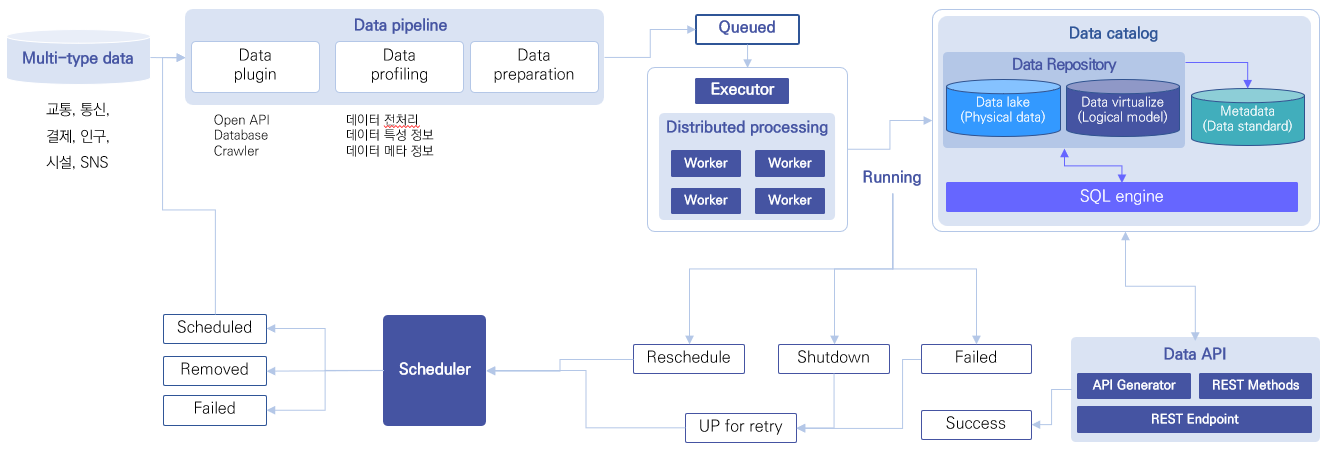 Multi-type data
교통, 통신,
결제, 인구,
시설, SNS
Data pipeline
Data
plugin
Data
profiling
Data
preparation
Open API
Database
Crawler
데이터 전처리
데이터 특성 정보
데이터 메타 정보
Queued
Executor
Distributed processing
Worker
Worker
Worker
Worker
Running
Data catalog
Data Repository
Data lake
(Physical data)
Data virtualize
(Logical model)
Metadata
(Data standard)
SQL engine
Scheduled
Removed
Failed
Scheduler
Reschedule
Shutdown
Failed
UP for retry
Success
Data API
API Generator
REST Methods
REST Endpoint